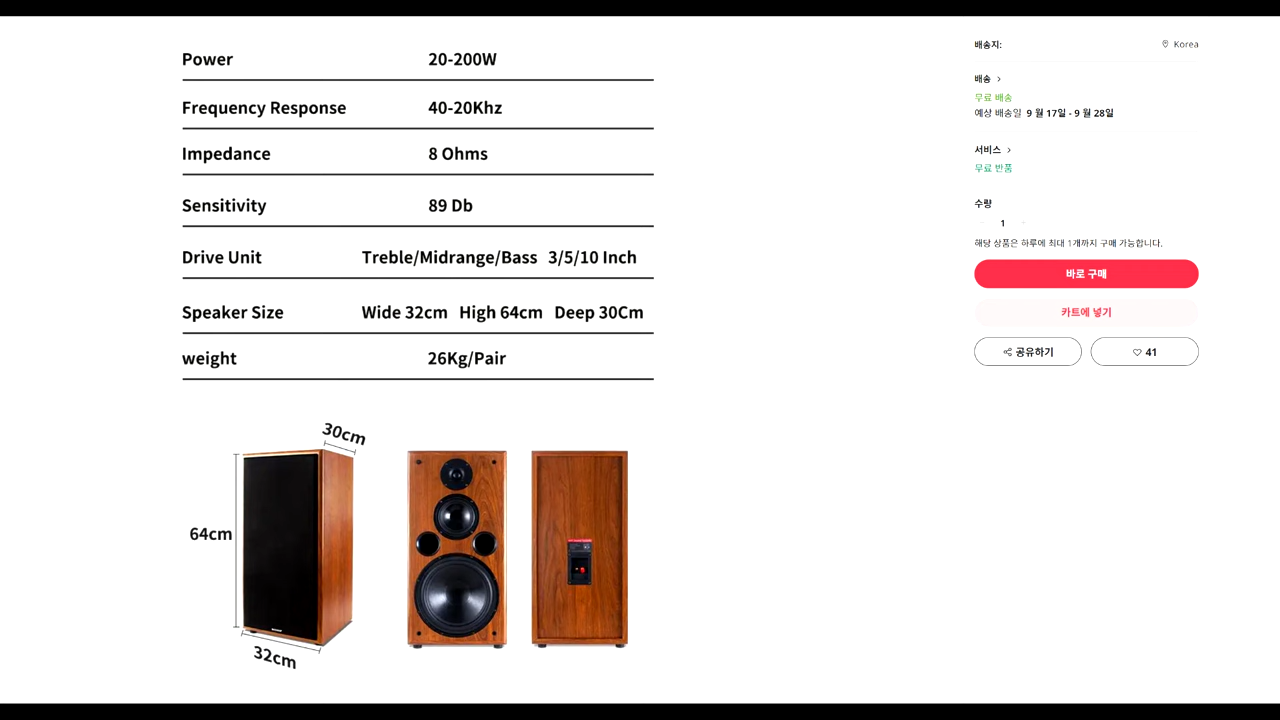 Power 20-200W
Frequency Response 40-20Khz
Impedance 8 Ohms
Sensitivity 89 Db
Drive Unit Treble/Midrange/Bass 3/5/10 Inch
Speaker Size Wide 32cm High 64cm Deep 30Cm
weight 26Kg/Pair
30cm
64cm
32cm
배송지: Korea
배송 >
무료 배송
예상 배송일 9 월 17일 - 9 월 28일
서비스 >
무료 반품
수량
1
해당 상품은 하루에 최대 1개까지 구매 가능합니다.
바로 구매
카트에 넣기
공유하기
41